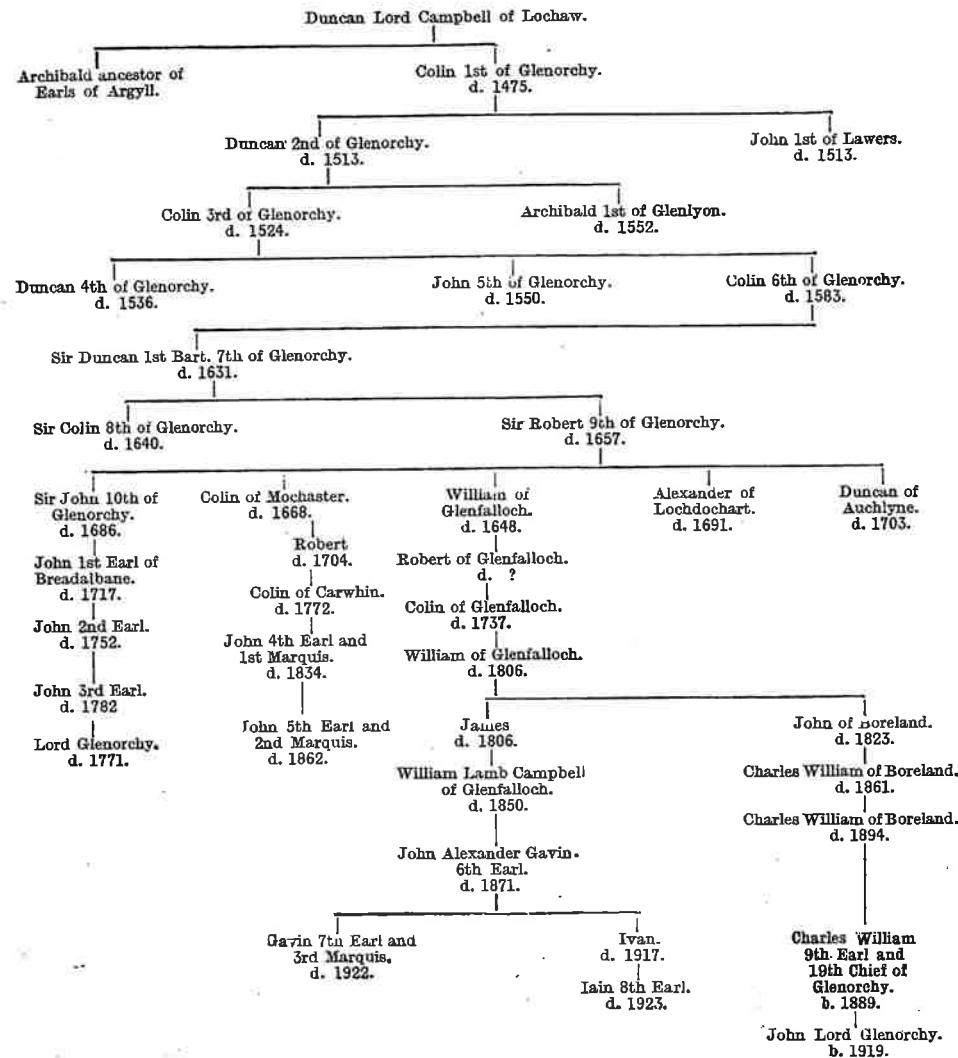 Duncan Lord Campbell of Lochaw.
Archibald ancestor of
Earls of Argyll.
Colin 1st of Glenorchy.
d. 1475.
Duncan 2nd of Glenorchy.
d. 1513.
John 1st of Lawers.
d. 1513.
Colin 3rd of Glenorchy.
d. 1524.
Archibald 1st of Glenlyon.
d. 1552.
Duncan 4th of Glenorchy.
d. 1536.
John 5th of Glenorchy.
d. 1550.
Colin 6th of Glenorchy.
d. 1583.
Sir Duncan 1st Bart. 7th of Glenorchy.
d. 1631.
Sir Colin 8th of Glenorchy.
d. 1640.
Sir Robert 9th of Glenorchy.
d. 1657.
Sir John 10th of
Glenorchy.
d. 1686.
Colin of Mochaster.
d. 1668.
William of
Glenfalloch.
d. 1648.
Alexander of
Lochdochart.
d. 1691.
Duncan of
Auchlyne.
d. 1703.
John 1st Earl of
Breadalbane.
d. 1717.
Robert
d. 1704.
Robert of Glenfalloch.
d. ?
John 2nd Earl.
d. 1752.
Colin of Carwhin.
d. 1772.
Colin of Glenfalloch.
d. 1737.
John 3rd Earl.
d. 1782
John 4th Earl and
1st Marquis.
d. 1834.
William of Glenfalloch.
d. 1806.
Lord Glenorchy.
d. 1771.
John 5th Earl and
2nd Marquis.
d. 1862.
James
d. 1806.
John of Boreland.
d. 1823.
William Lamb Campbell
of Glenfalloch.
d. 1850.
Charles William of Boreland.
d. 1861.
Charles William of Boreland.
d. 1894.
John Alexander Gavin.
6th Earl.
d. 1871.
Gavin 7th Earl and
3rd Marquis.
d. 1922.
Ivan.
d. 1917.
Iain 8th Earl.
d. 1923.
Charles William
9th Earl and
19th Chief of
Glenorchy.
b. 1889.
John Lord Glenorchy.
b. 1919.